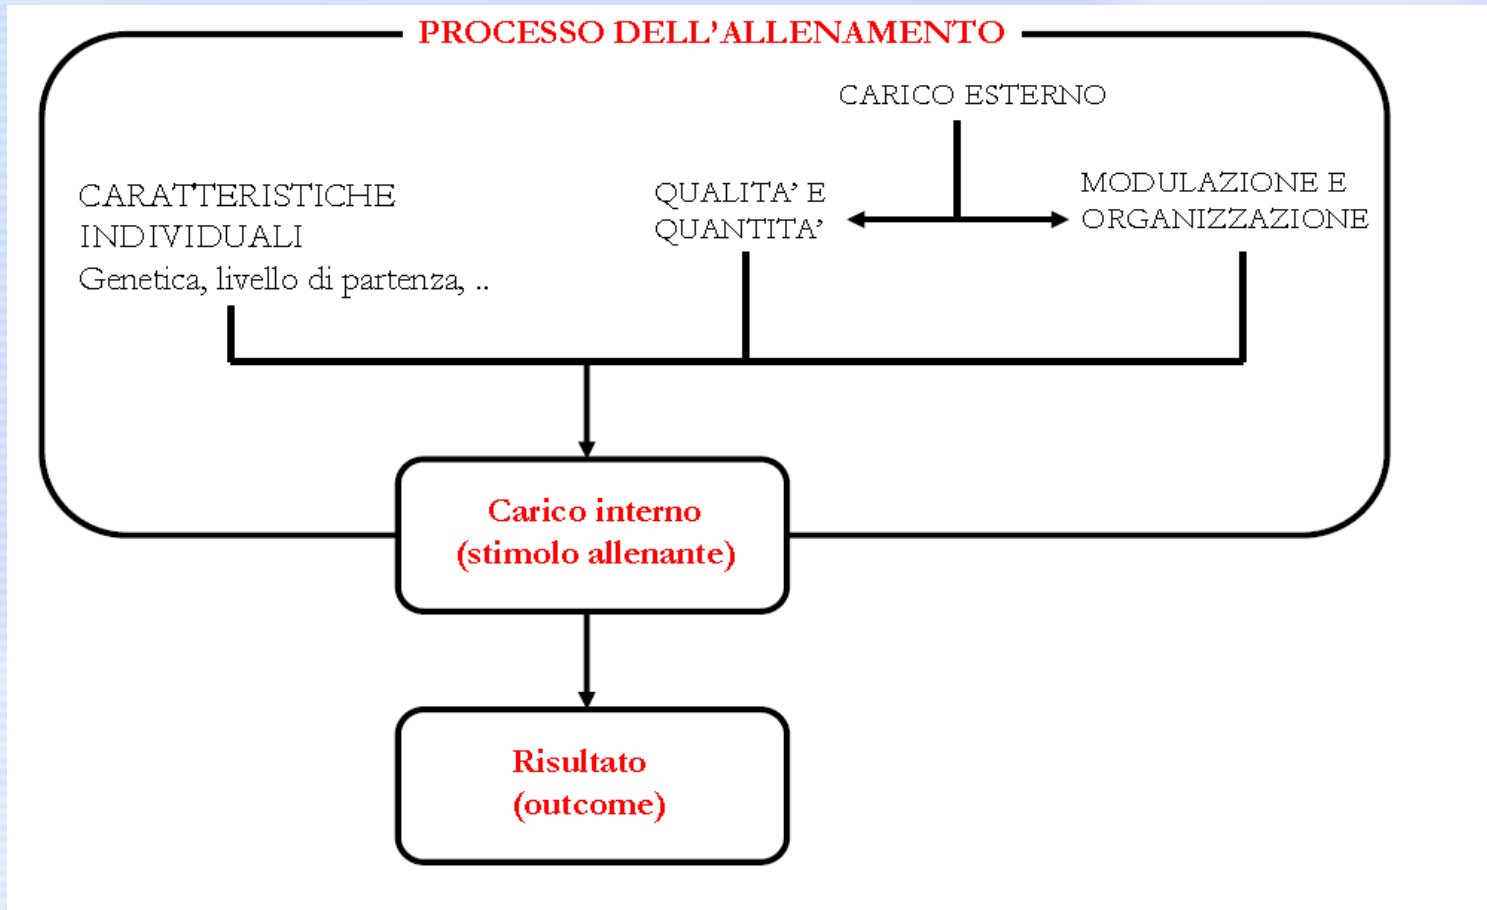 PROCESSO DELL’ALLENAMENTO
CARICO ESTERNO
CARATTERISTICHE
INDIVIDUALI
Genetica, livello di partenza, ..
QUALITA’ E
QUANTITA’
MODULAZIONE E
ORGANIZZAZIONE
Carico interno
(stimolo allenante)
Risultato
(outcome)